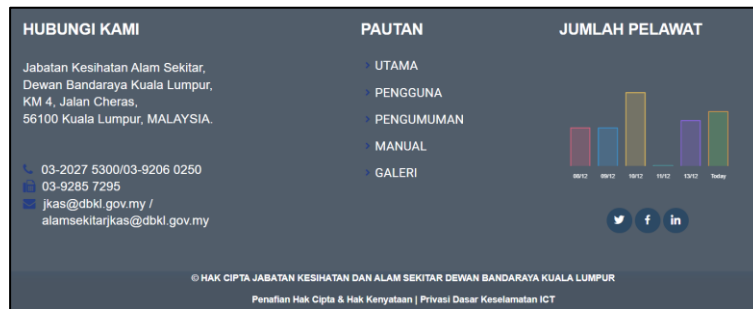 HUBUNGI KAMI
Jabatan Kesihatan Alam Sekitar,
Dewan Bandaraya Kuala Lumpur,
KM 4, Jalan Cheras,
56100 Kuala Lumpur, MALAYSIA.
03-2027 5300/03-9206 0250
03-9285 7295
jkas@dbkl.gov.my /
alamsekitarjkas@dbkl.gov.my
PAUTAN
> UTAMA
> PENGGUNA
> PENGUMUMAN
> MANUAL
> GALERI
JUMLAH PELAWAT
08/12 09/12 10/12 11/12 13/12 Today
© HAK CIPTA JABATAN KESIHATAN DAN ALAM SEKITAR DEWAN BANDARAYA KUALA LUMPUR
Penafian Hak Cipta & Hak Kenyataan | Privasi Dasar Keselamatan ICT